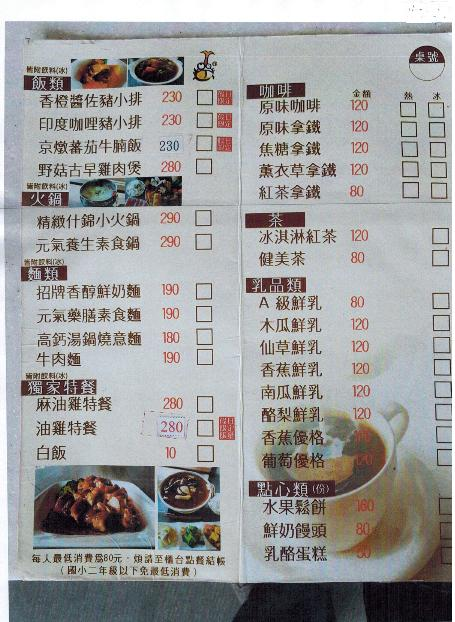 皆附飲料(冰)
飯類
香橙醬佐豬小排 230
印度咖哩豬小排 230
京燉蕃茄牛腩飯 230
野菇古早雞肉煲 280
皆附飲料(冰)
火鍋
精緻什錦小火鍋 290
元氣養生素食鍋 290
皆附飲料(冰)
麵類
招牌香醇鮮奶麵 190
元氣藥膳素食麵 190
高鈣湯鍋燒意麵 180
牛肉麵 190
皆附飲料(冰)
獨家特餐
麻油雞特餐 280
油雞特餐 280
白飯 10
每人最低消費為80元,煩請至櫃台點餐結帳
(國小二年級以下免最低消費)
桌號
咖啡 金額 熱 冰
原味咖啡 120
原味拿鐵 120
焦糖拿鐵 120
薰衣草拿鐵 120
紅茶拿鐵 80
茶
冰淇淋紅茶 120
健美茶 80
乳品類
A 級鮮乳 80
木瓜鮮乳 120
仙草鮮乳 120
香蕉鮮乳 120
南瓜鮮乳 120
酪梨鮮乳 120
香蕉優格
葡萄優格 120
點心類(份)
水果鬆餅 160
鮮奶饅頭 80
乳酪蛋糕